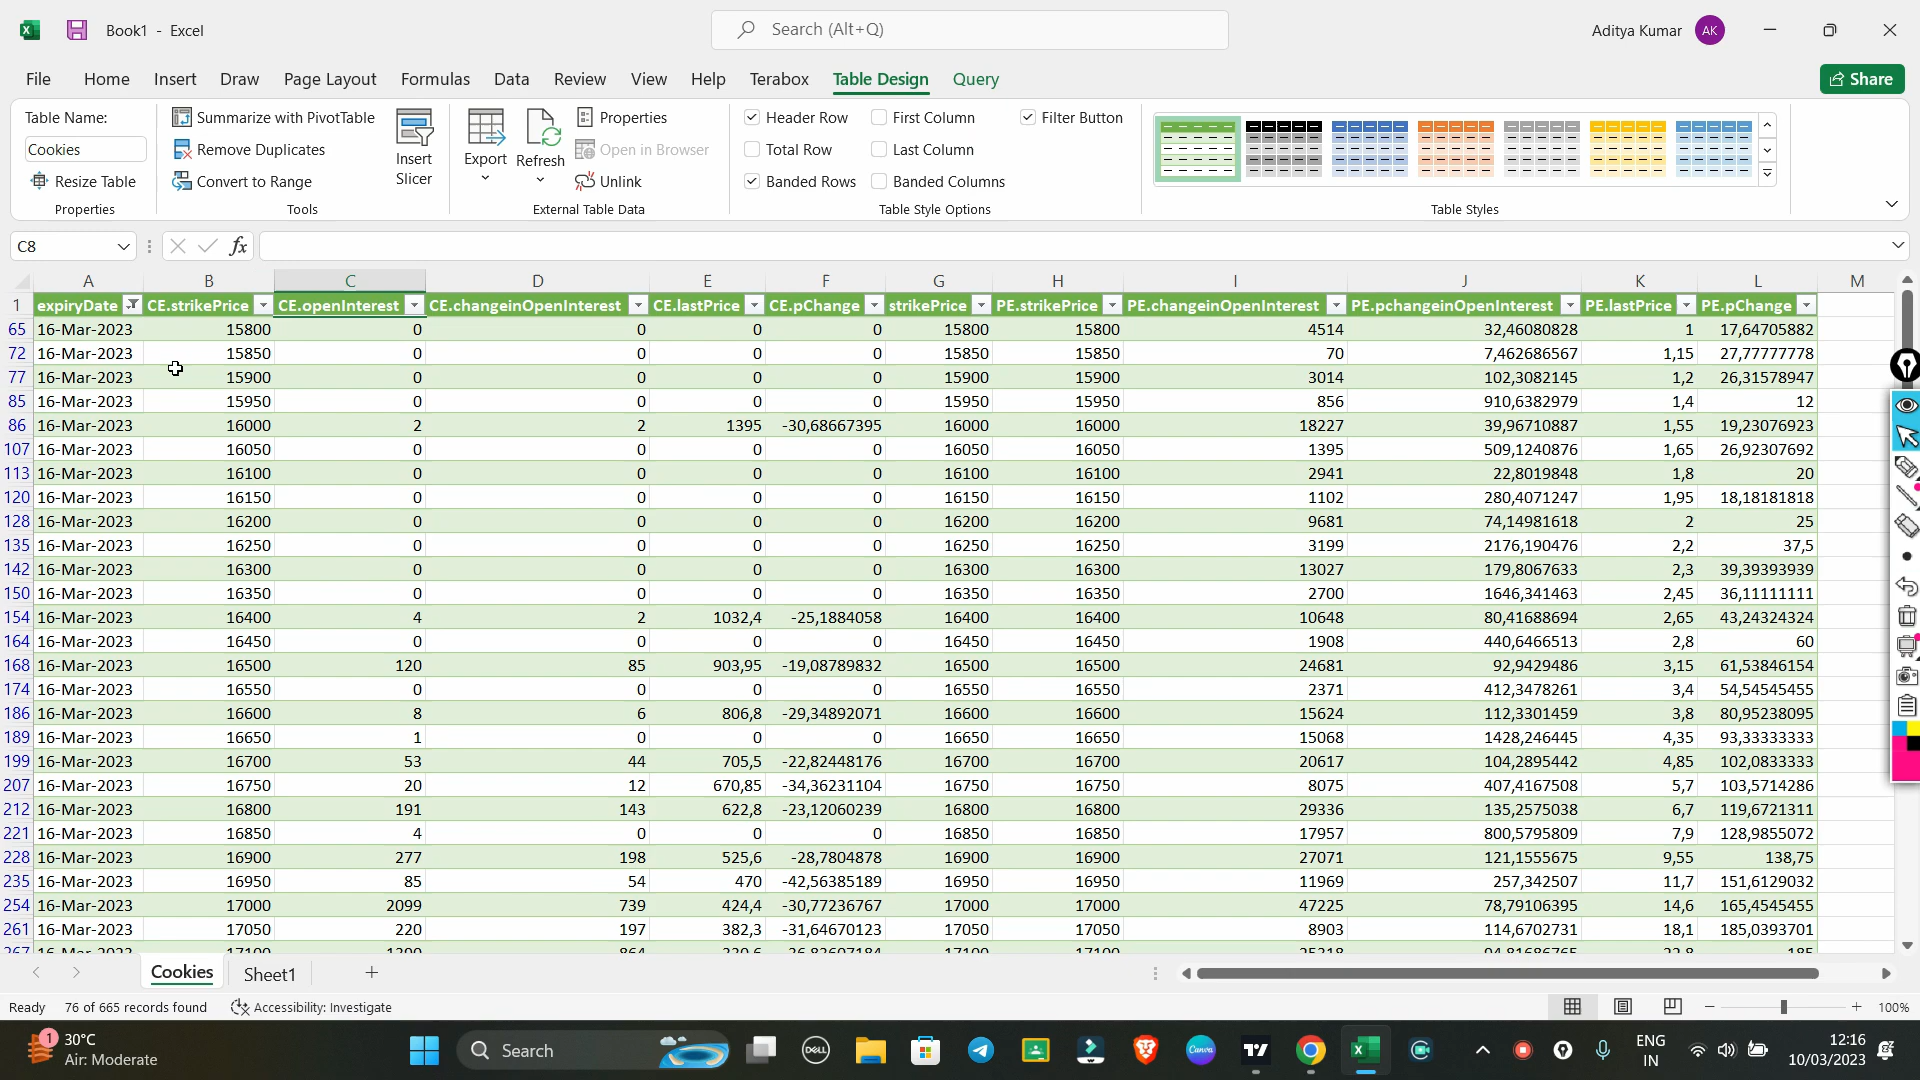 Book1 - Excel
Search (Alt+Q)
Aditya Kumar AK
File Home Insert Draw Page Layout Formulas Data Review View Help Terabox Table Design Query Share
Table Name:
Cookies
Resize Table
Properties
Summarize with PivotTable
Remove Duplicates
Convert to Range
Tools
Insert Slicer
Export
Refresh
Properties
Open in Browser
Unlink
External Table Data
Header Row First Column Filter Button
Total Row Last Column
Banded Rows Banded Columns
Table Style Options
Table Styles
C8 fx
A B C D E F G H I J K L M
1 expiryDate CE.strikePrice CE.openInterest CE.changeinOpenInterest CE.lastPrice CE.pChange strikePrice PE.strikePrice PE.changeinOpenInterest PE.pchangeinOpenInterest PE.lastPrice PE.pChange
65 16-Mar-2023 15800 0 0 0 0 15800 15800 4514 32,46080828 1 17,64705882
72 16-Mar-2023 15850 0 0 0 0 15850 15850 70 7,462686567 1,15 27,77777778
77 16-Mar-2023 15900 0 0 0 0 15900 15900 3014 102,3082145 1,2 26,31578947
85 16-Mar-2023 15950 0 0 0 0 15950 15950 856 910,6382979 1,4 12
86 16-Mar-2023 16000 2 2 1395 -30,68667395 16000 16000 18227 39,96710887 1,55 19,23076923
107 16-Mar-2023 16050 0 0 0 0 16050 16050 1395 509,1240876 1,65 26,92307692
113 16-Mar-2023 16100 0 0 0 0 16100 16100 2941 22,8019848 1,8 20
120 16-Mar-2023 16150 0 0 0 0 16150 16150 1102 280,4071247 1,95 18,18181818
128 16-Mar-2023 16200 0 0 0 0 16200 16200 9681 74,14981618 2 25
135 16-Mar-2023 16250 0 0 0 0 16250 16250 3199 2176,190476 2,2 37,5
142 16-Mar-2023 16300 0 0 0 0 16300 16300 13027 179,8067633 2,3 39,39393939
150 16-Mar-2023 16350 0 0 0 0 16350 16350 2700 1646,341463 2,45 36,11111111
154 16-Mar-2023 16400 4 2 1032,4 -25,1884058 16400 16400 10648 80,41688694 2,65 43,24324324
164 16-Mar-2023 16450 0 0 0 0 16450 16450 1908 440,6466513 2,8 60
168 16-Mar-2023 16500 120 85 903,95 -19,08789832 16500 16500 24681 92,9429486 3,15 61,53846154
174 16-Mar-2023 16550 0 0 0 0 16550 16550 2371 412,3478261 3,4 54,54545455
186 16-Mar-2023 16600 8 6 806,8 -29,34892071 16600 16600 15624 112,3301459 3,8 80,95238095
189 16-Mar-2023 16650 1 0 0 0 16650 16650 15068 1428,246445 4,35 93,33333333
199 16-Mar-2023 16700 53 44 705,5 -22,82448176 16700 16700 20617 104,2895442 4,85 102,0833333
207 16-Mar-2023 16750 20 12 670,85 -34,36231104 16750 16750 8075 407,4167508 5,7 103,5714286
212 16-Mar-2023 16800 191 143 622,8 -23,12060239 16800 16800 29336 135,2575038 6,7 119,6721311
221 16-Mar-2023 16850 4 0 0 0 16850 16850 17957 800,5795809 7,9 128,9855072
228 16-Mar-2023 16900 277 198 525,6 -28,7804878 16900 16900 27071 121,1555675 9,55 138,75
235 16-Mar-2023 16950 85 54 470 -42,56385189 16950 16950 11969 257,342507 11,7 151,6129032
254 16-Mar-2023 17000 2099 739 424,4 -30,77236767 17000 17000 47225 78,79106395 14,6 165,4545455
261 16-Mar-2023 17050 220 197 382,3 -31,64670123 17050 17050 8903 114,6702731 18,1 185,0393701
Cookies Sheet1
Ready 76 of 665 records found Accessibility: Investigate 100%
1 30°C
Air: Moderate
Search
DELL
Canva
ENG
IN
12:16
10/03/2023